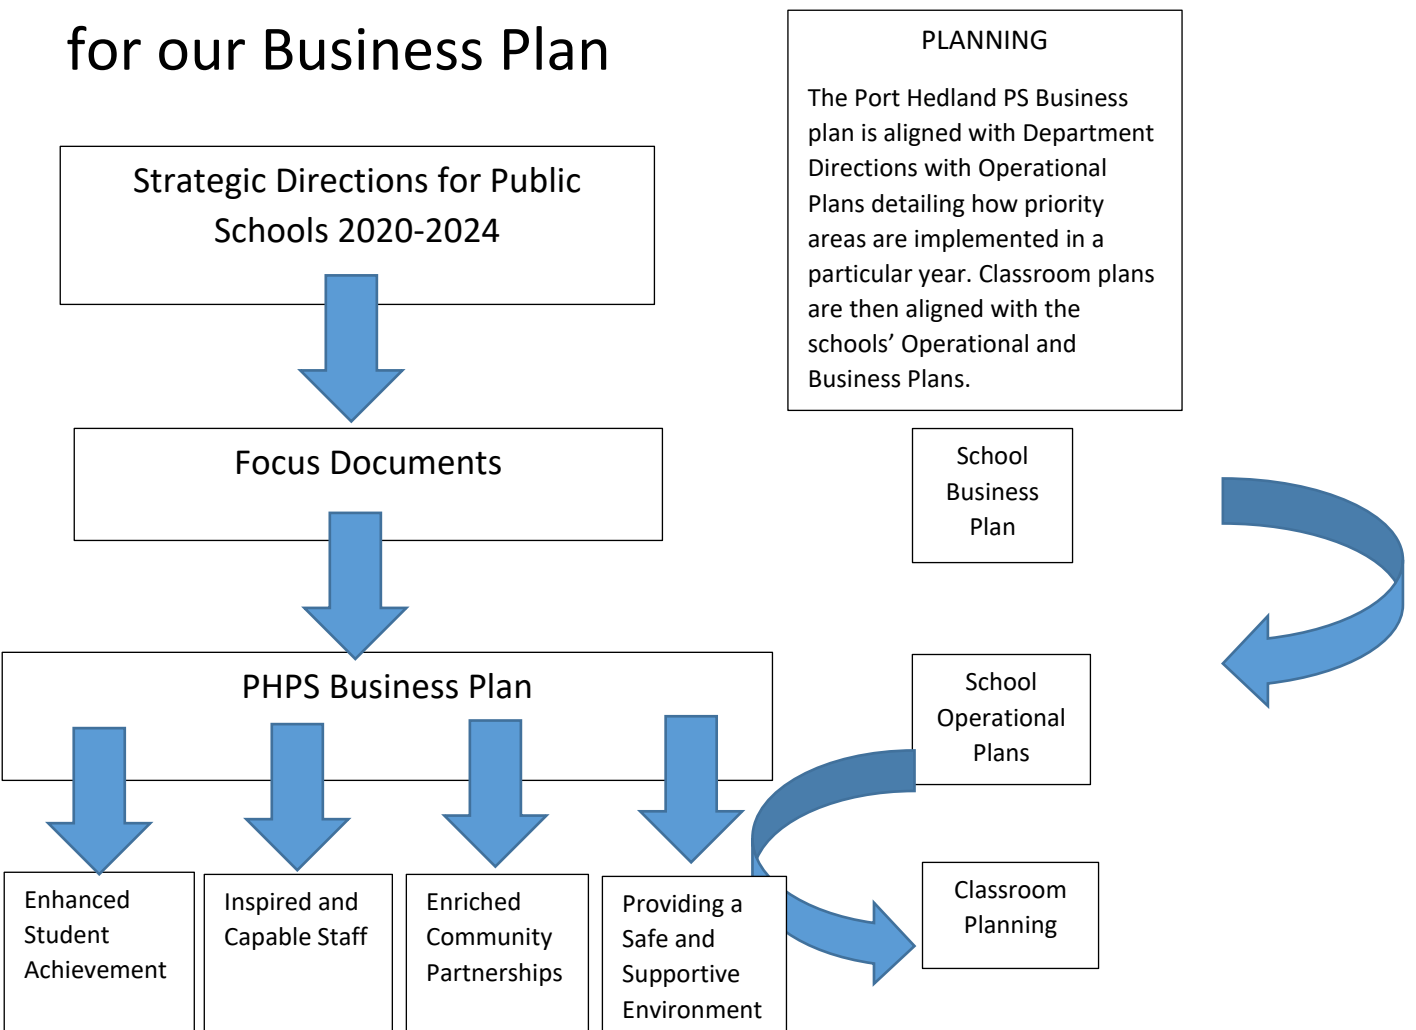 for our Business Plan
PLANNING
The Port Hedland PS Business
plan is aligned with Department
Directions with Operational
Plans detailing how priority
areas are implemented in a
particular year. Classroom plans
are then aligned with the
schools’ Operational and
Business Plans.
Strategic Directions for Public
Schools 2020-2024
Focus Documents
School
Business
Plan
PHPS Business Plan
School
Operational
Plans
Enhanced
Student
Achievement
Inspired and
Capable Staff
Enriched
Community
Partnerships
Providing a
Safe and
Supportive
Environment
Classroom
Planning